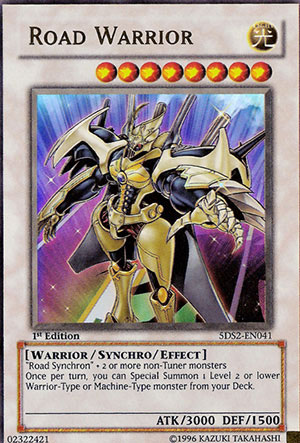 ROAD WARRIOR
光
1st Edition
5DS2-EN041
[WARRIOR/SYNCHRO/EFFECT]
"Road Synchron" + 2 or more non-Tuner monsters
Once per turn, you can Special Summon 1 Level 2 or lower
Warrior-Type or Machine-Type monster from your Deck.
ATK/3000 DEF/1500
02322421
©1996 KAZUKI TAKAHASHI